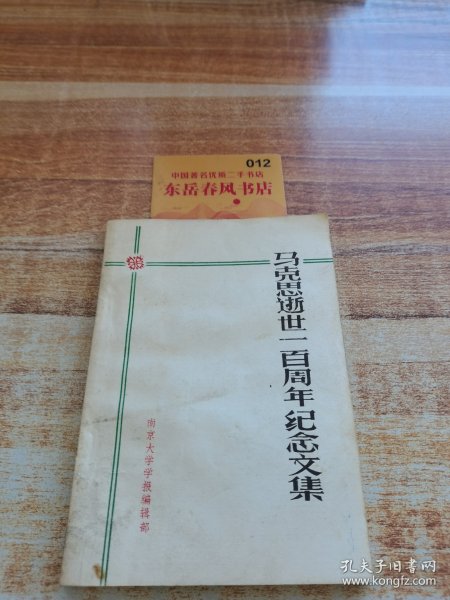 012
中国著名优质二手书店
东岳春风书店
马克思逝世一百周年纪念文集
南京大学学报编辑部
孔夫子旧书网
www.kongfz.com